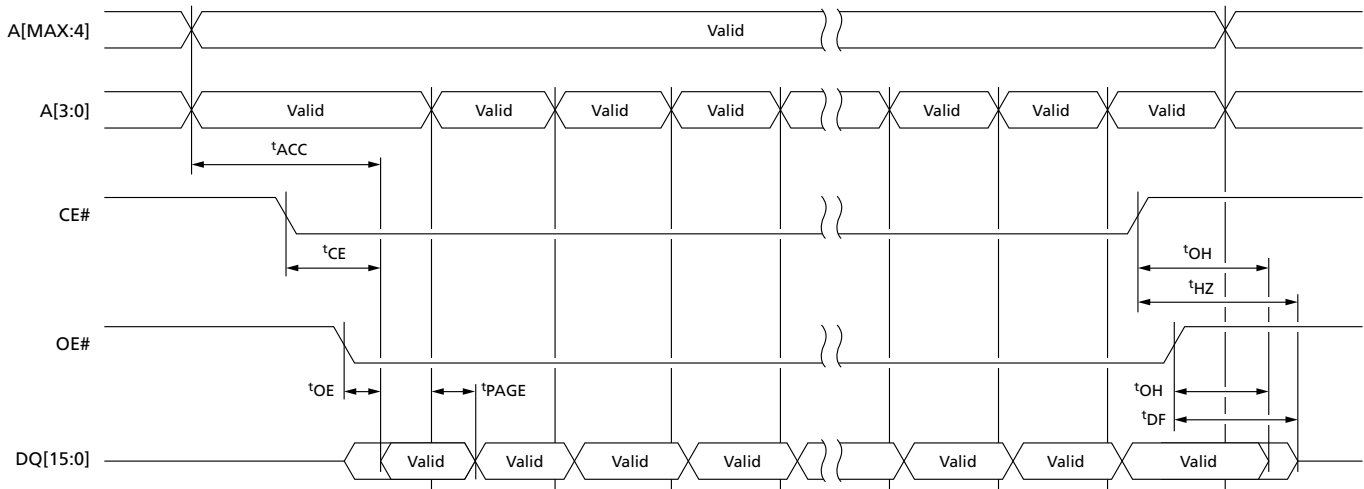 A[MAX:4] Valid
A[3:0] Valid Valid Valid Valid Valid Valid Valid
tACC
CE#
tCE tOH
tHZ
OE#
tOE tPAGE tOH
tDF
DQ[15:0] Valid Valid Valid Valid Valid Valid Valid